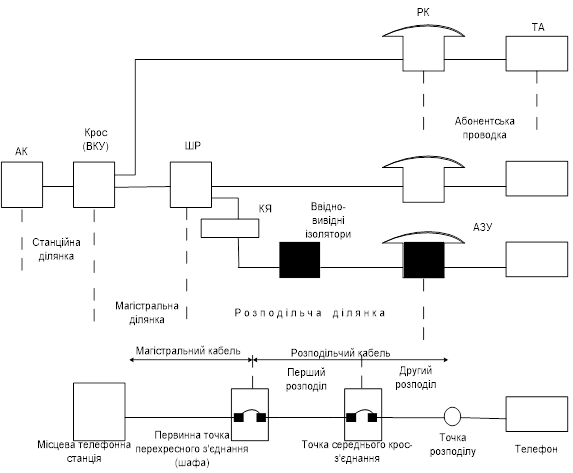 РК
ТА
Абонентська
проводка
Крос
(ВКУ)
АК
ШР
КЯ
Ввідно-
вивідні
ізолятори
АЗУ
Станційна
ділянка
Магістральна
ділянка
Розподільча ділянка
Магістральний кабель
Розподільчий кабель
Перший
розподіл
Другий
розподіл
Місцева телефонна
станція
Первинна точка
перехресного з'єднання
(шафа)
Точка середнього крос-
з'єднання
Точка
розподілу
Телефон